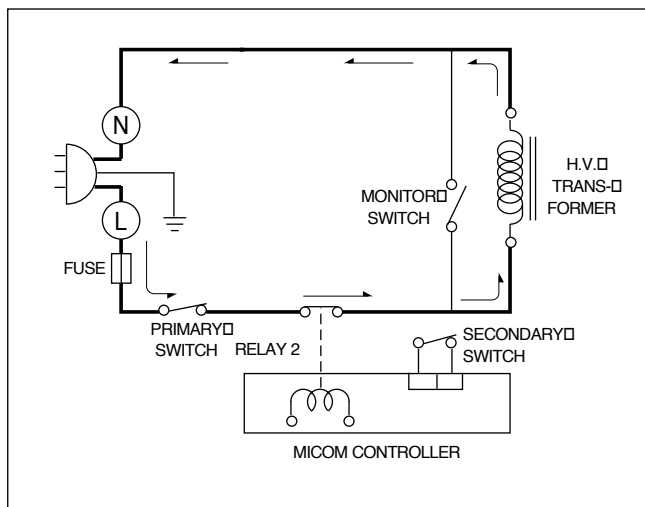 N
H.V.□
TRANS-□
FORMER
MONITOR□
SWITCH
L
FUSE
PRIMARY□
SWITCH
RELAY 2
SECONDARY□
SWITCH
MICOM CONTROLLER